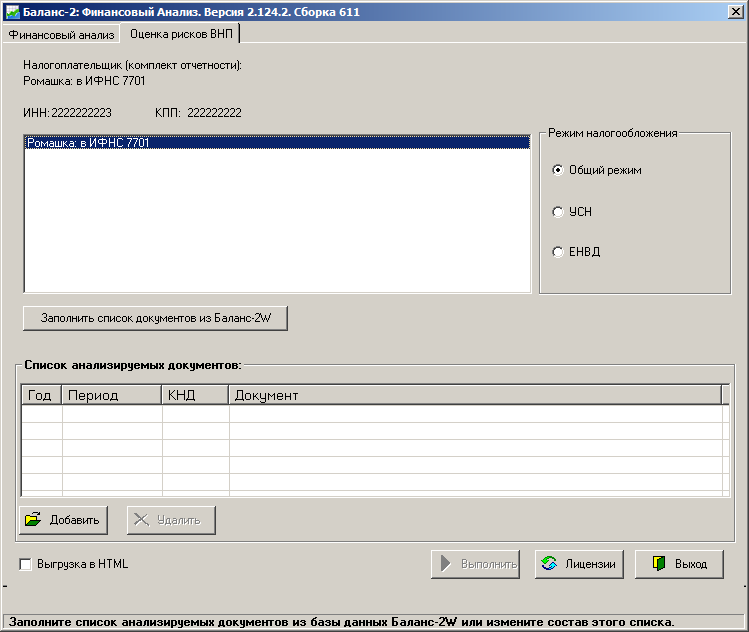 Баланс-2: Финансовый Анализ. Версия 2.124.2. Сборка 611
Финансовый анализ Оценка рисков ВНП
Налогоплательщик (комплект отчетности):
Ромашка: в ИФНС 7701
ИНН: 2222222223 КПП: 222222222
Ромашка: в ИФНС 7701
Режим налогообложения
Общий режим
УСН
ЕНВД
Заполнить список документов из Баланс-2W
Список анализируемых документов:
Год Период КНД Документ
Добавить Удалить
Выгрузка в HTML Выполнить Лицензии Выход
Заполните список анализируемых документов из базы данных Баланс-2W или измените состав этого списка.